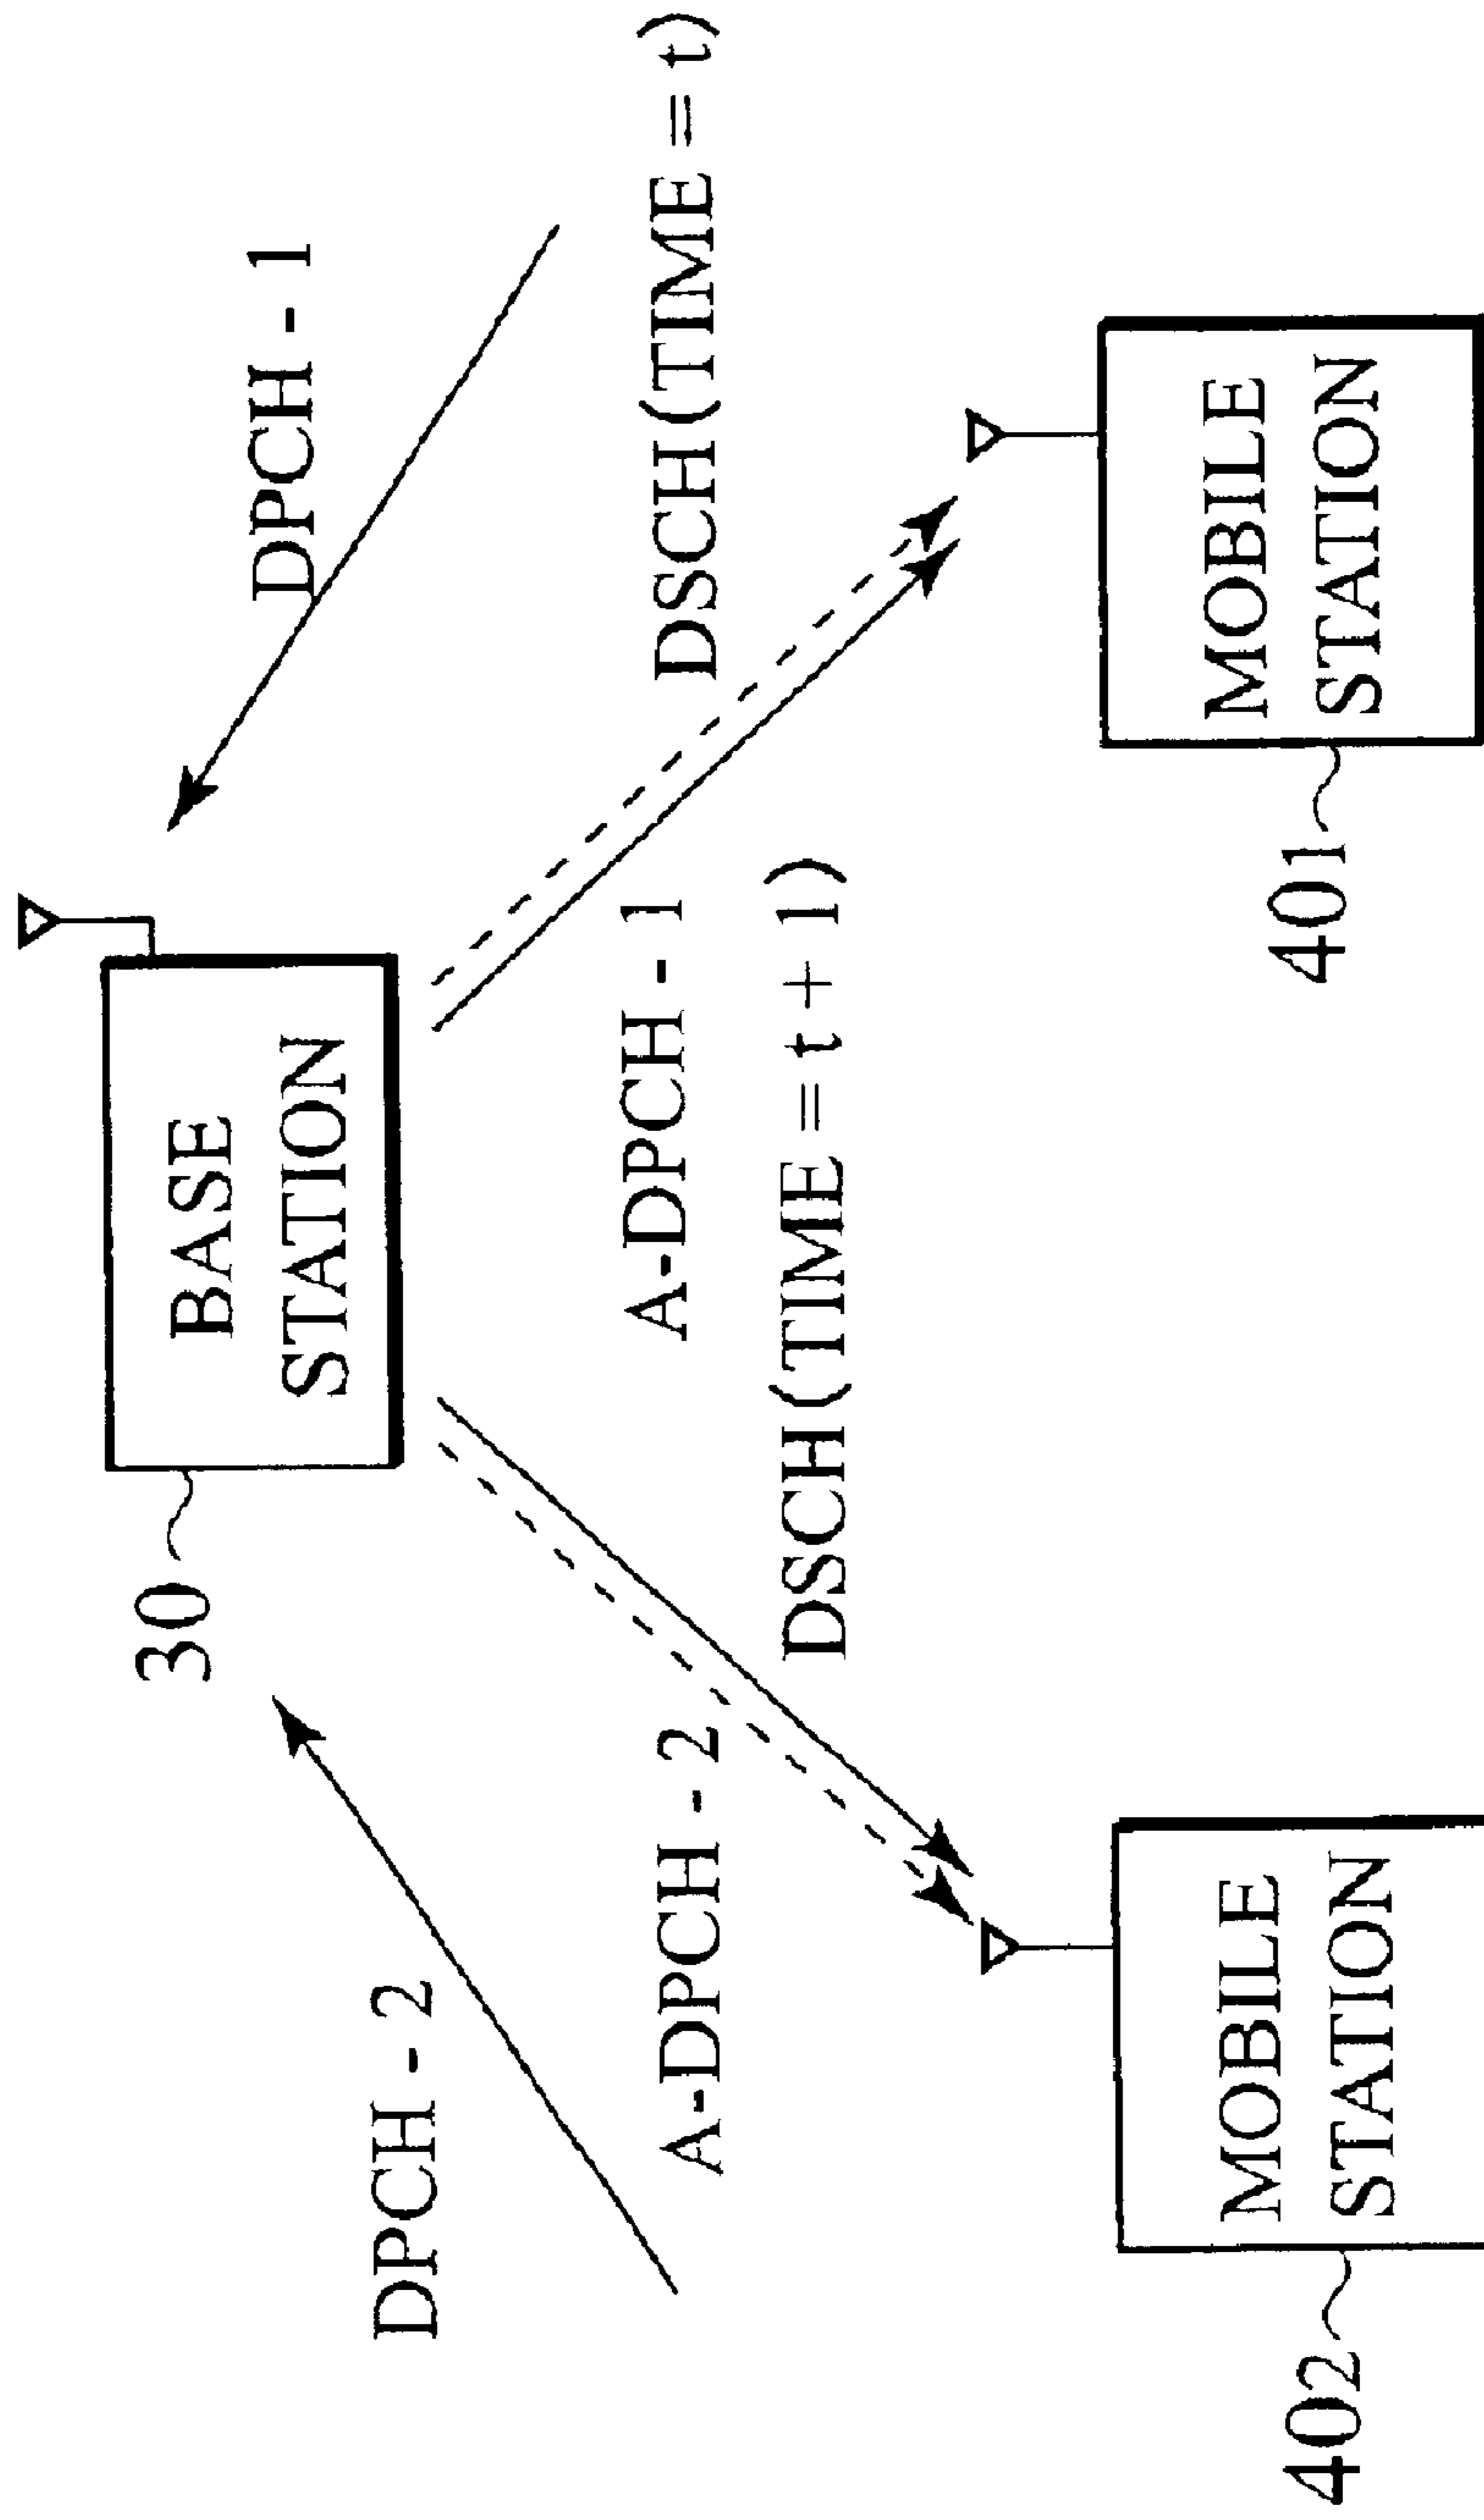 30
BASE
STATION
DPCH - 1
DPCH - 2
A-DPCH - 2
A-DPCH - 1
DSCH(TIME = t)
DSCH(TIME = t + 1)
402
MOBILE
STATION
401
MOBILE
STATION